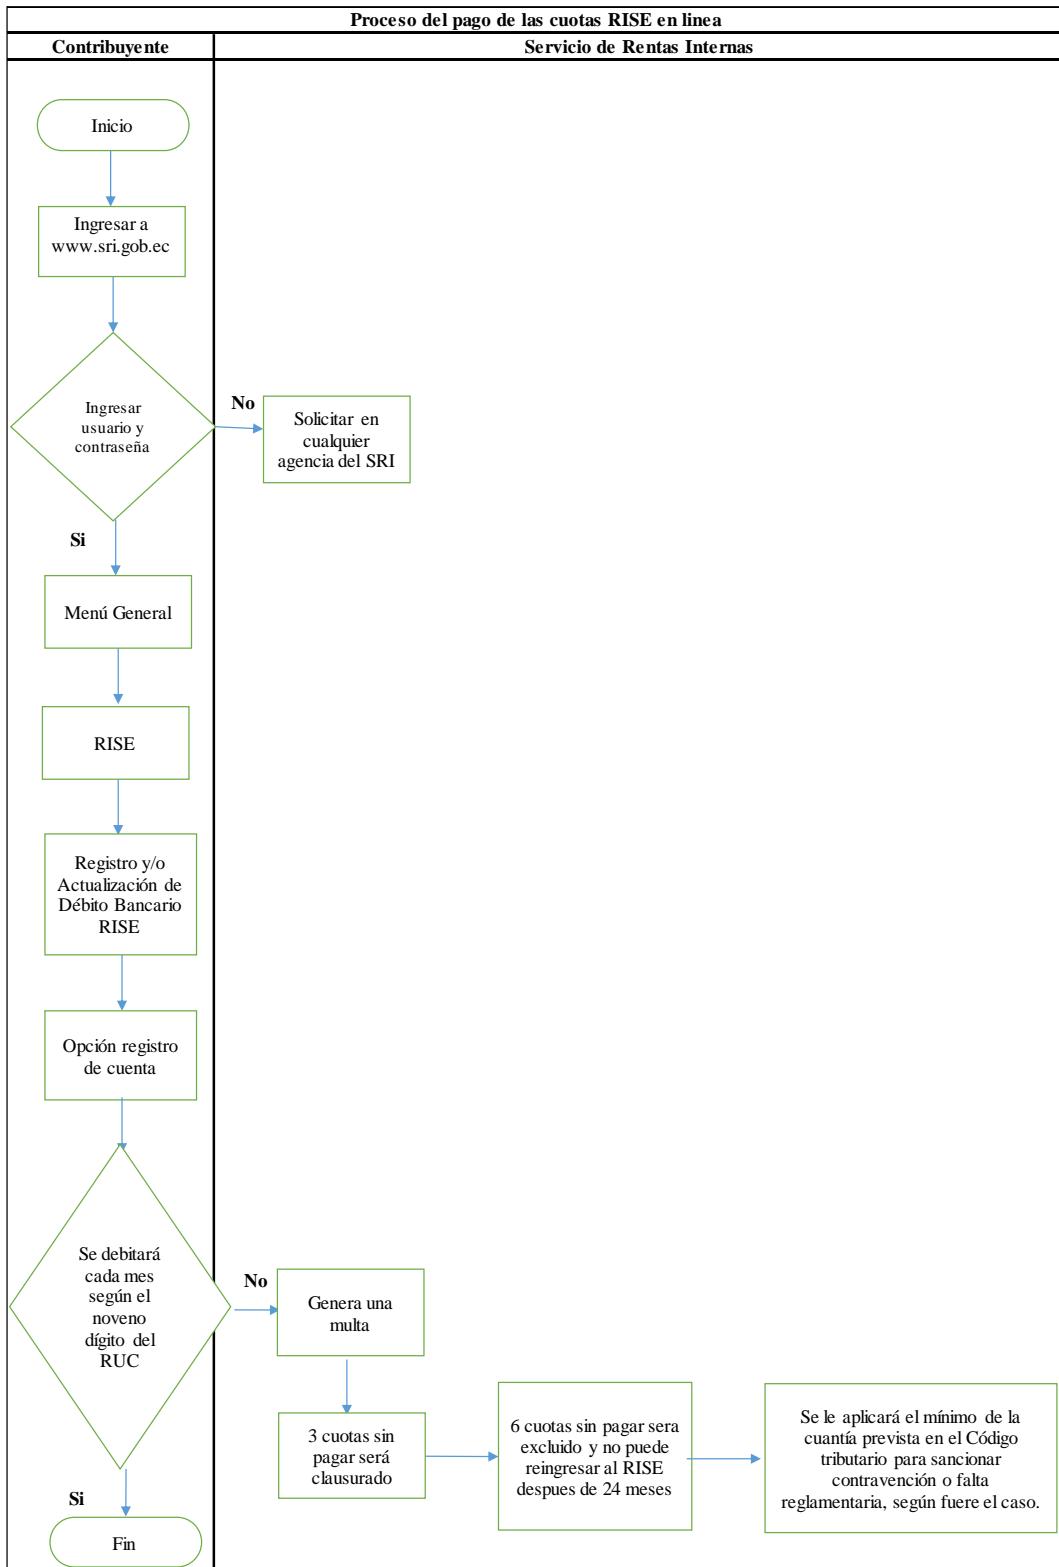 Proceso del pago de las cuotas RISE en linea
Contribuyente
Servicio de Rentas Internas
Inicio
Ingresar a
www.sri.gob.ec
Ingresar
usuario y
contraseña
No
Solicitar en
cualquier
agencia del SRI
Si
Menú General
RISE
Registro y/o
Actualización de
Débito Bancario
RISE
Opción registro
de cuenta
Se debitará
cada mes
según el
noveno
dígito del
RUC
No
Genera una
multa
3 cuotas sin
pagar será
clausurado
6 cuotas sin pagar sera
excluido y no puede
reingresar al RISE
despues de 24 meses
Se le aplicará el mínimo de la
cuantía prevista en el Código
tributario para sancionar
contravención o falta
reglamentaria, según fuere el caso.
Si
Fin